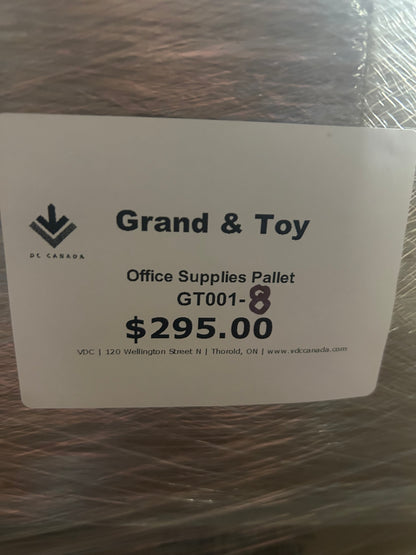 Grand & Toy
DC CANADA
Office Supplies Pallet
GT001-8
$295.00
VDC | 120 Wellington Street N | Thorold, ON | www.vdccanada.com